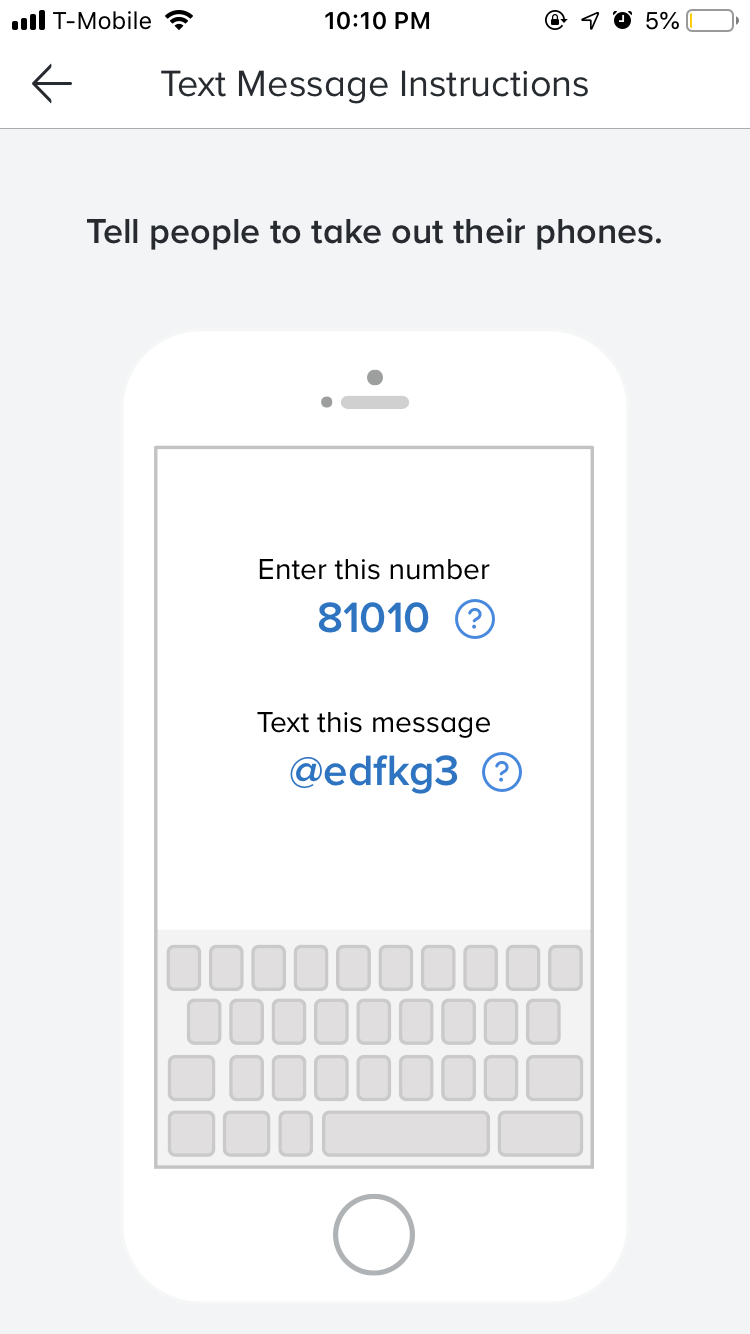 T-Mobile 10:10 PM 5%
Text Message Instructions
Tell people to take out their phones.
Enter this number
81010 ?
Text this message
@edfkg3 ?